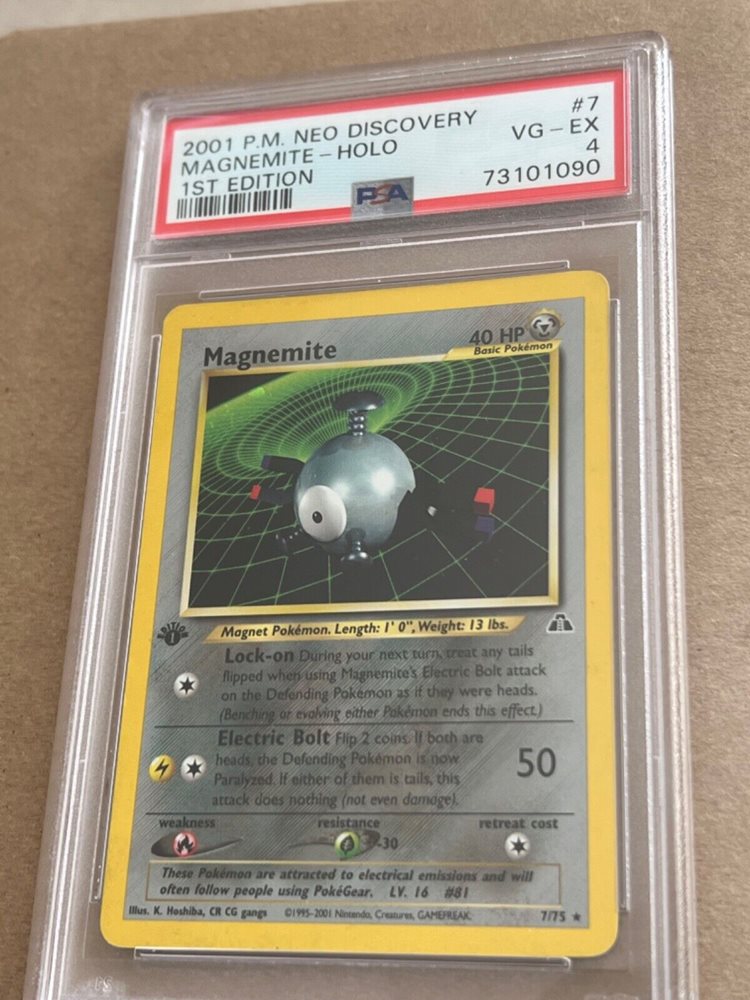 2001 P.M. NEO DISCOVERY #7
MAGNEMITE - HOLO VG - EX
1ST EDITION 4
PSA 73101090
Magnemite 40 HP
Basic Pokémon
EDITION 1
Magnet Pokémon. Length: 1' 0", Weight: 13 lbs.
Lock-on During your next turn, treat any tails
flipped when using Magnemite's Electric Bolt attack
on the Defending Pokémon as if they were heads.
(Benching or evolving either Pokémon ends this effect.)
Electric Bolt Flip 2 coins. If both are
heads, the Defending Pokémon is now
Paralyzed. If either of them is tails, this
attack does nothing (not even damage).
50
weakness resistance retreat cost
-30
These Pokémon are attracted to electrical emissions and will
often follow people using PokéGear. LV. 16 #81
Illus. K. Hoshiba, CR CG gangs ©1995-2001 Nintendo, Creatures, GAMEFREAK. 7/75 ★